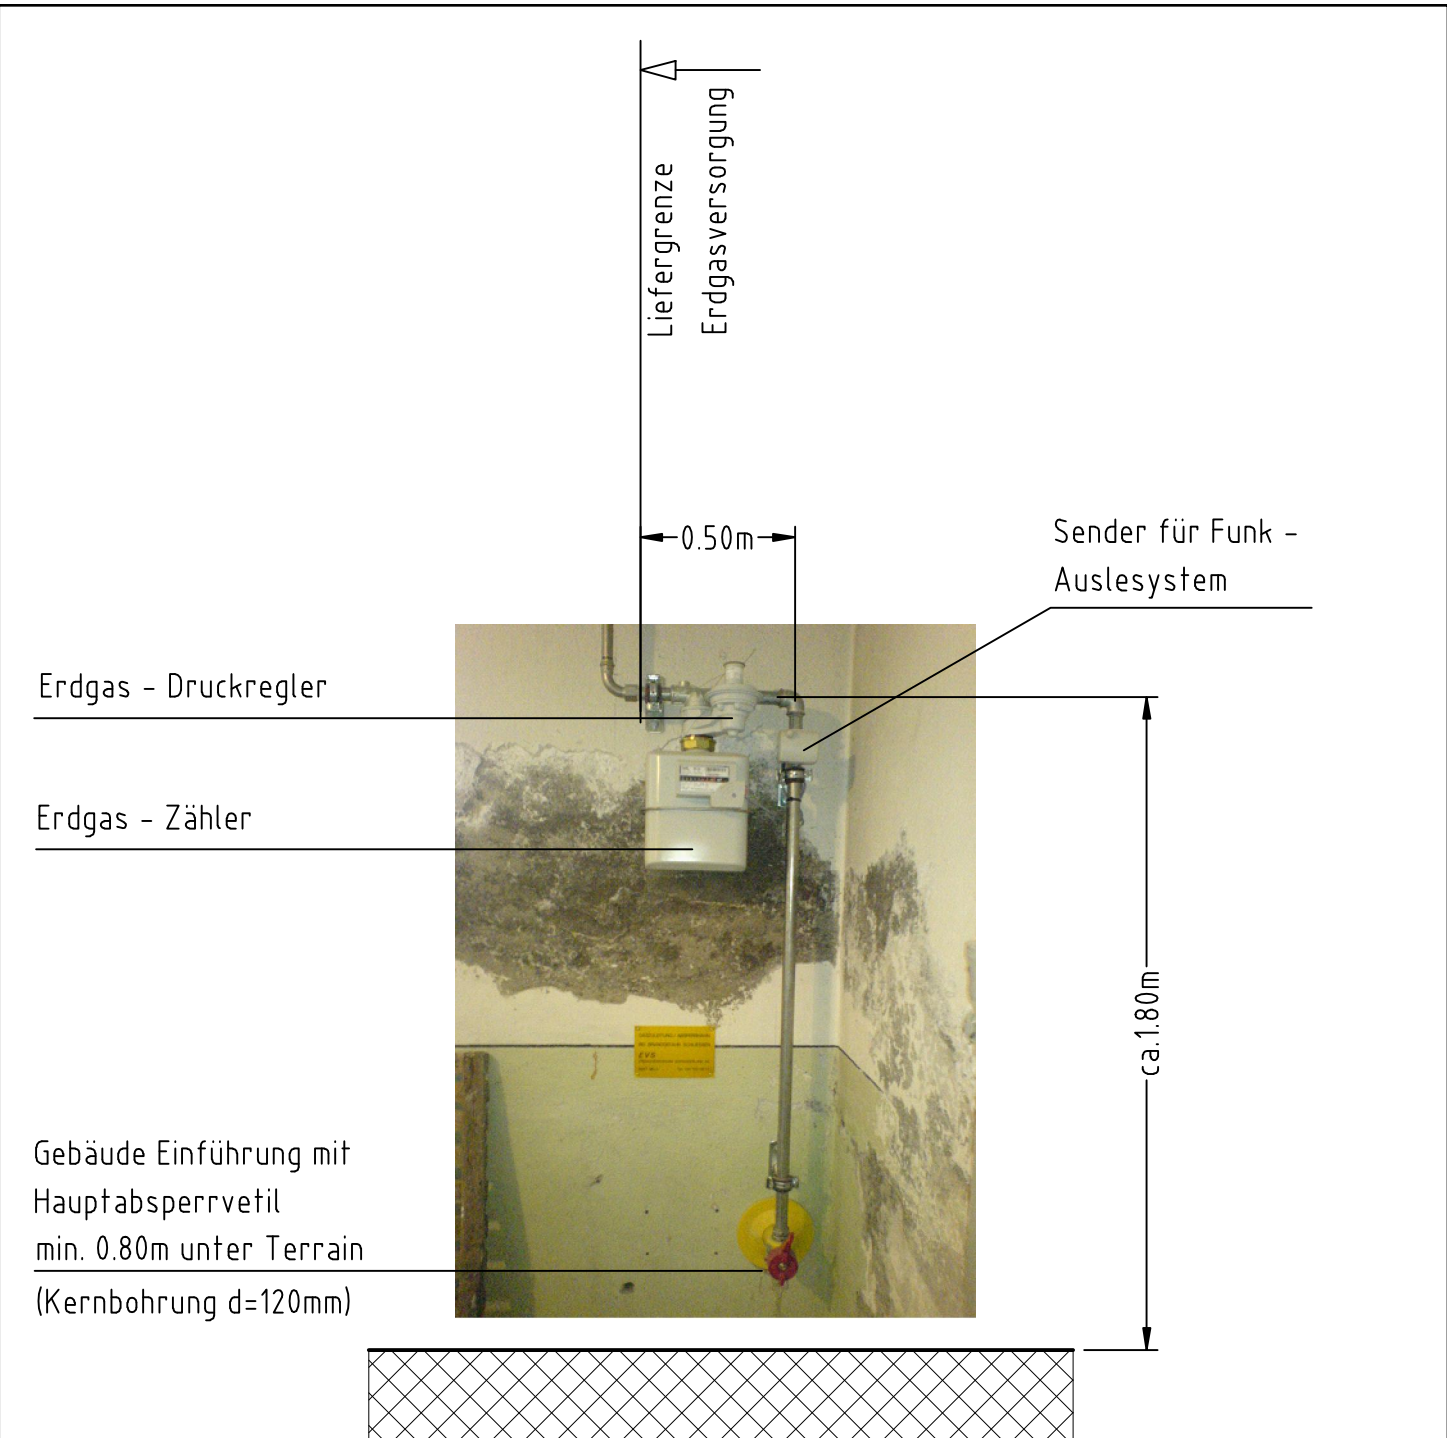 Liefergrenze
Erdgasversorgung
0.50m
Sender für Funk -
Auslesystem
Erdgas - Druckregler
Erdgas - Zähler
ca.1.80m
EVS
Gebäude Einführung mit
Hauptabsperrvetil
min. 0.80m unter Terrain
(Kernbohrung d=120mm)